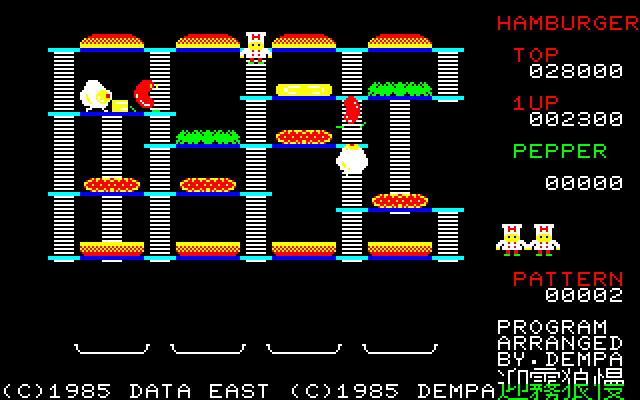 HAMBURGER
TOP
028000
1UP
002300
PEPPER
00000
PATTERN
00002
PROGRAM
ARRANGED
BY.DEMPA
(C)1985 DATA EAST (C)1985 DEMPA